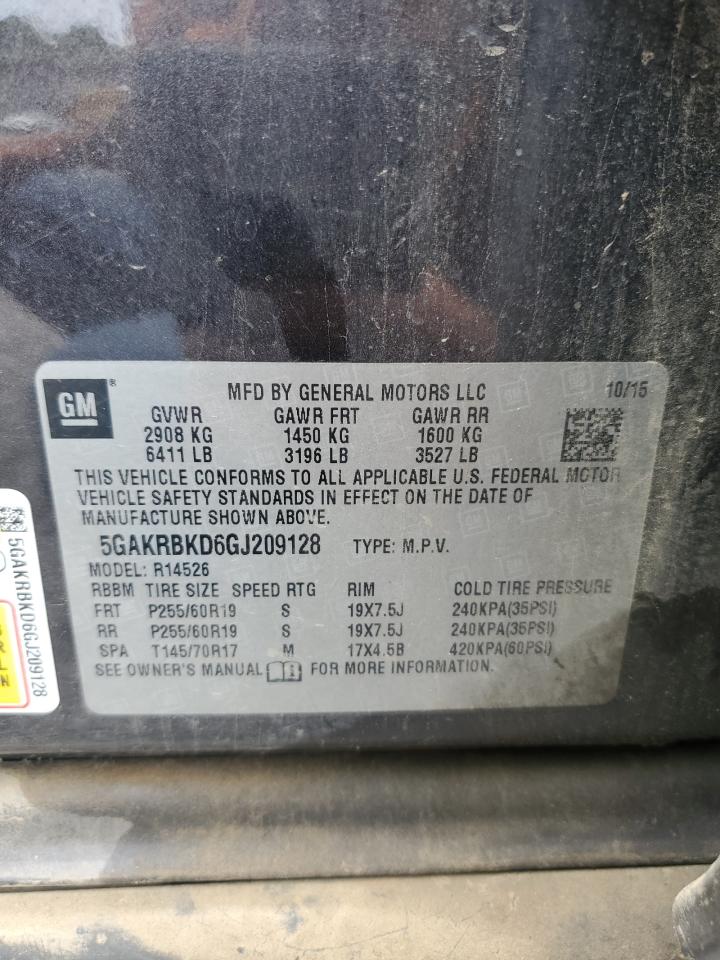 GM ®
MFD BY GENERAL MOTORS LLC 10/15
GVWR GAWR FRT GAWR RR
2908 KG 1450 KG 1600 KG
6411 LB 3196 LB 3527 LB
THIS VEHICLE CONFORMS TO ALL APPLICABLE U.S. FEDERAL MOTOR
VEHICLE SAFETY STANDARDS IN EFFECT ON THE DATE OF
MANUFACTURE SHOWN ABOVE.
5GAKRBKD6GJ209128 TYPE: M.P.V.
MODEL: R14526
RBBM TIRE SIZE SPEED RTG RIM COLD TIRE PRESSURE
FRT P255/60R19 S 19X7.5J 240KPA(35PSI)
RR P255/60R19 S 19X7.5J 240KPA(35PSI)
SPA T145/70R17 M 17X4.5B 420KPA(60PSI)
SEE OWNER'S MANUAL FOR MORE INFORMATION.
5GAKRBKD6GJ209128